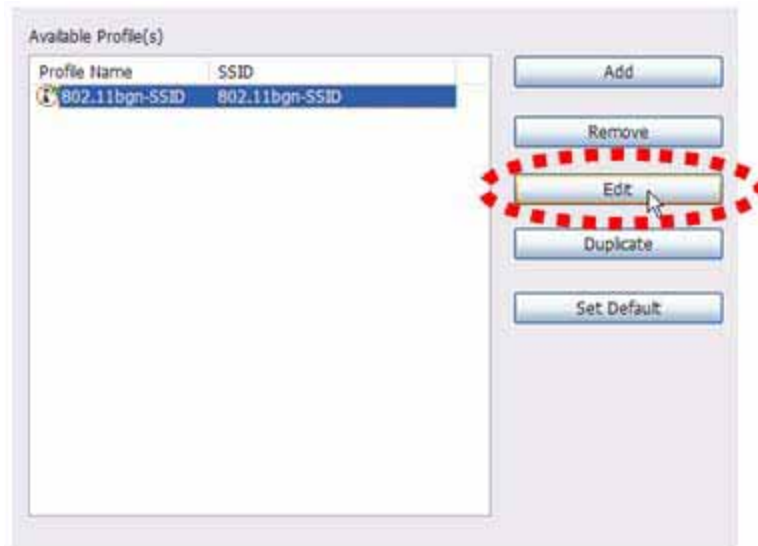 Available Profile(s)
Profile Name SSID
802.11bgn-SSID 802.11bgn-SSID
Add
Remove
Edit
Duplicate
Set Default